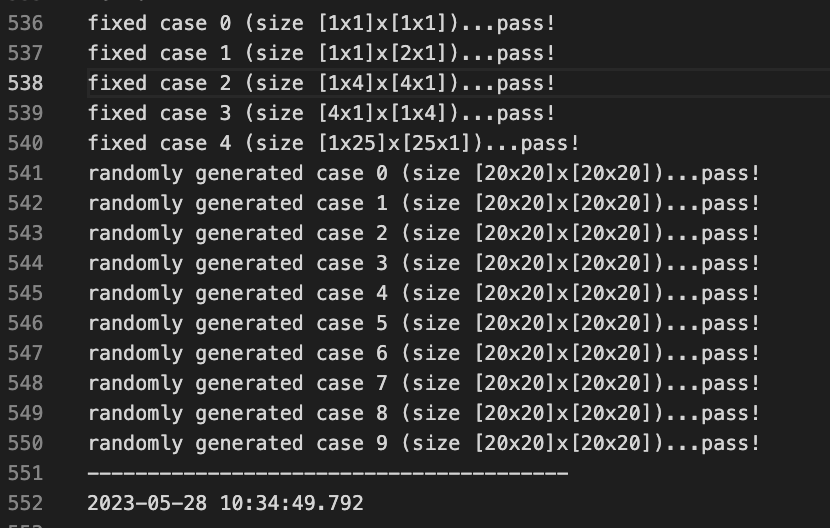 536 fixed case 0 (size [1x1]x[1x1])...pass!
537 fixed case 1 (size [1x1]x[2x1])...pass!
538 fixed case 2 (size [1x4]x[4x1])...pass!
539 fixed case 3 (size [4x1]x[1x4])...pass!
540 fixed case 4 (size [1x25]x[25x1])...pass!
541 randomly generated case 0 (size [20x20]x[20x20])...pass!
542 randomly generated case 1 (size [20x20]x[20x20])...pass!
543 randomly generated case 2 (size [20x20]x[20x20])...pass!
544 randomly generated case 3 (size [20x20]x[20x20])...pass!
545 randomly generated case 4 (size [20x20]x[20x20])...pass!
546 randomly generated case 5 (size [20x20]x[20x20])...pass!
547 randomly generated case 6 (size [20x20]x[20x20])...pass!
548 randomly generated case 7 (size [20x20]x[20x20])...pass!
549 randomly generated case 8 (size [20x20]x[20x20])...pass!
550 randomly generated case 9 (size [20x20]x[20x20])...pass!
551 ----------------------------------------
552 2023-05-28 10:34:49.792